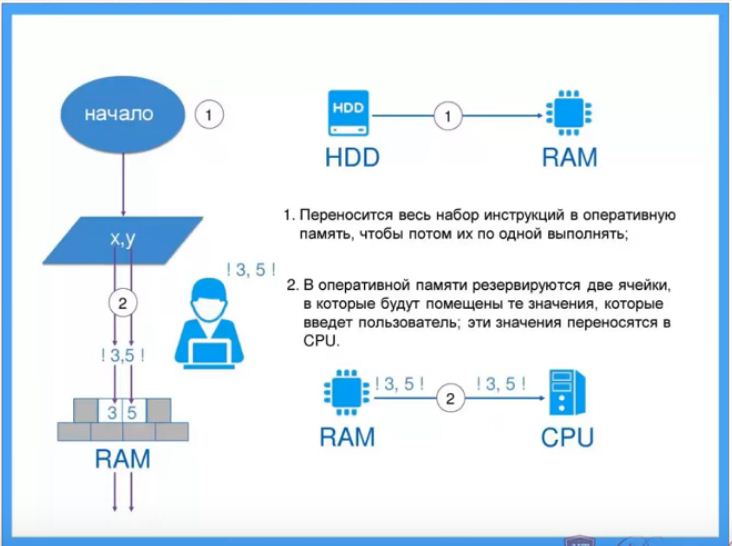 начало
1
HDD
1
HDD
RAM
x,y
1. Переносится весь набор инструкций в оперативную
память, чтобы потом их по одной выполнять;
! 3, 5 !
2
2. В оперативной памяти резервируются две ячейки,
в которые будут помещены те значения, которые
введет пользователь; эти значения переносятся в
CPU.
! 3,5 !
! 3, 5 !
2
! 3, 5 !
3 5
RAM
RAM
CPU